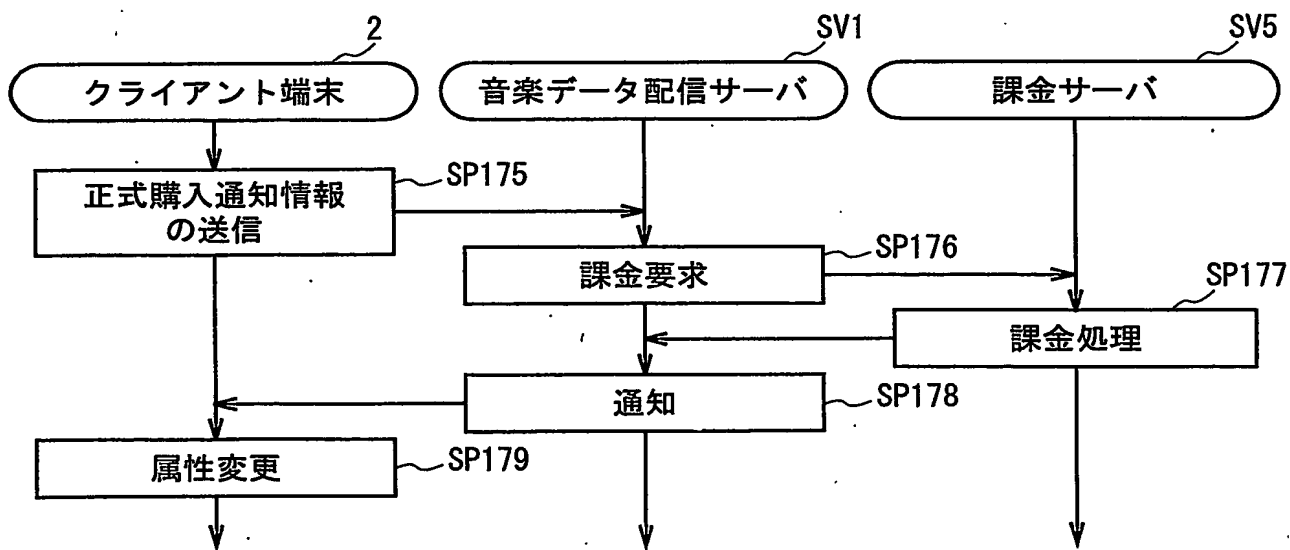 2
SV1
SV5
クライアント端末
音楽データ配信サーバ
課金サーバ
正式購入通知情報
の送信
SP175
課金要求
SP176
課金処理
SP177
通知
SP178
属性変更
SP179